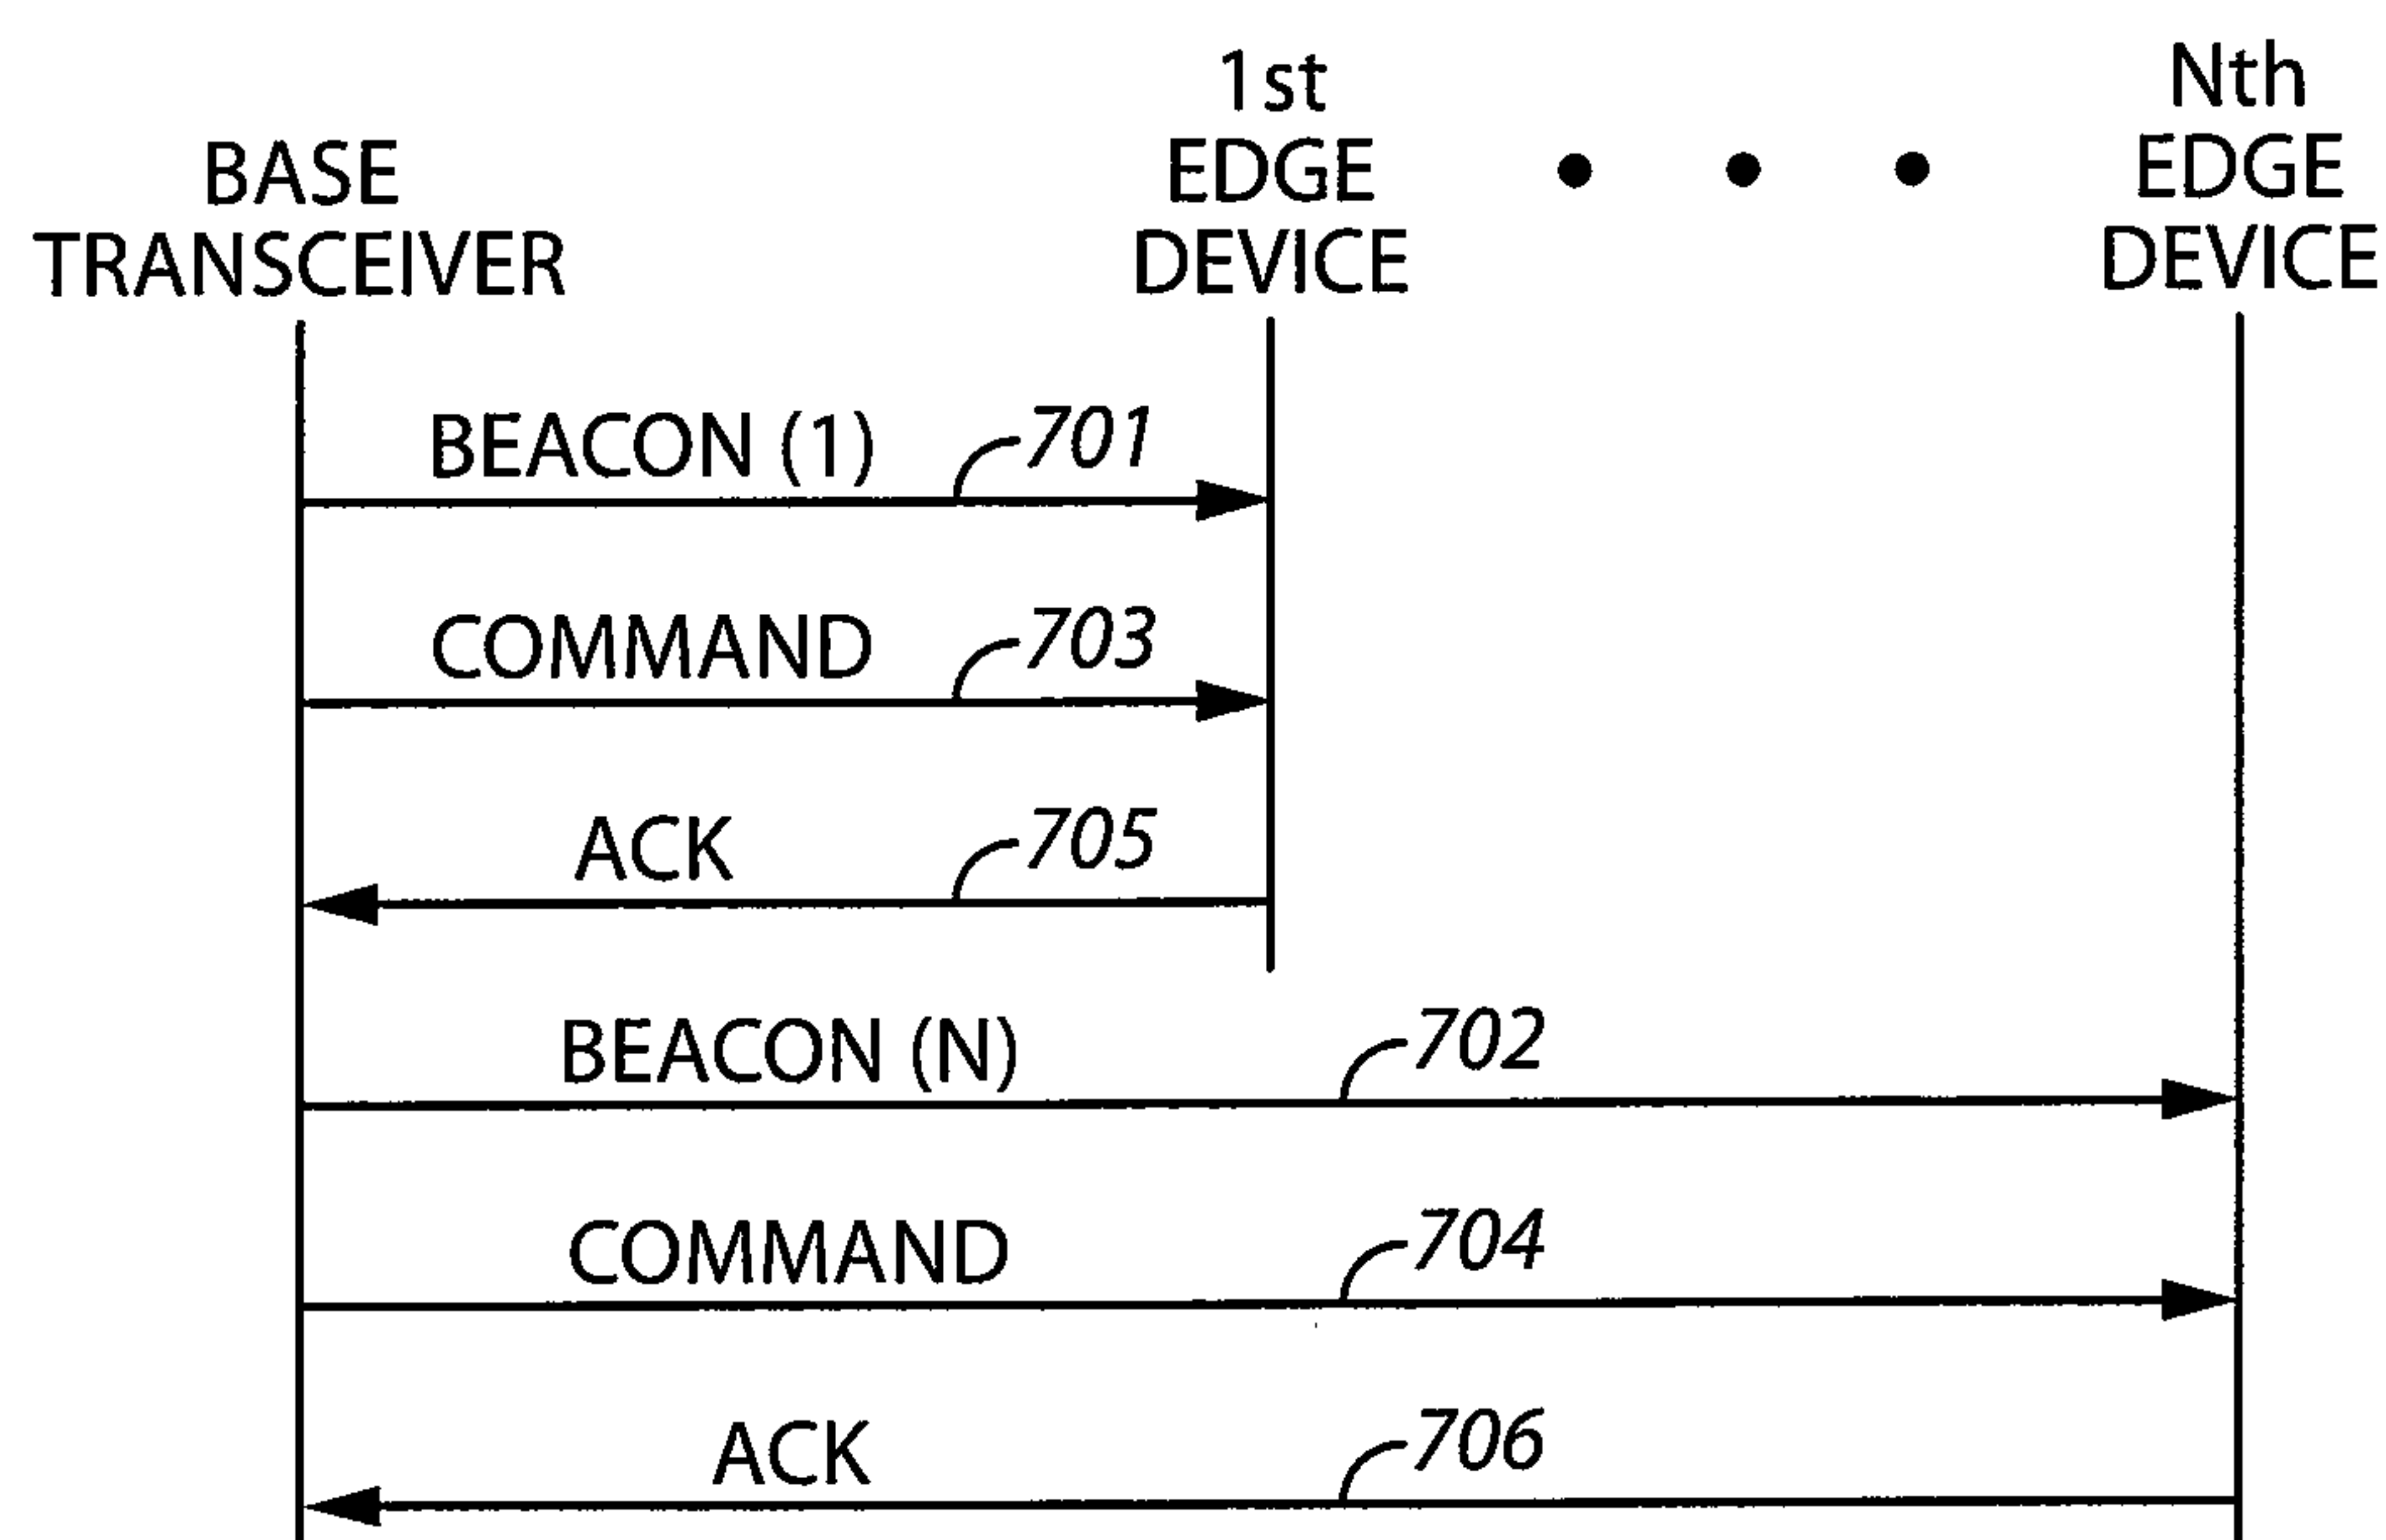 BASE
TRANSCEIVER
1st
EDGE
DEVICE
Nth
EDGE
DEVICE
BEACON (1)
701
COMMAND
703
ACK
705
BEACON (N)
702
COMMAND
704
ACK
706